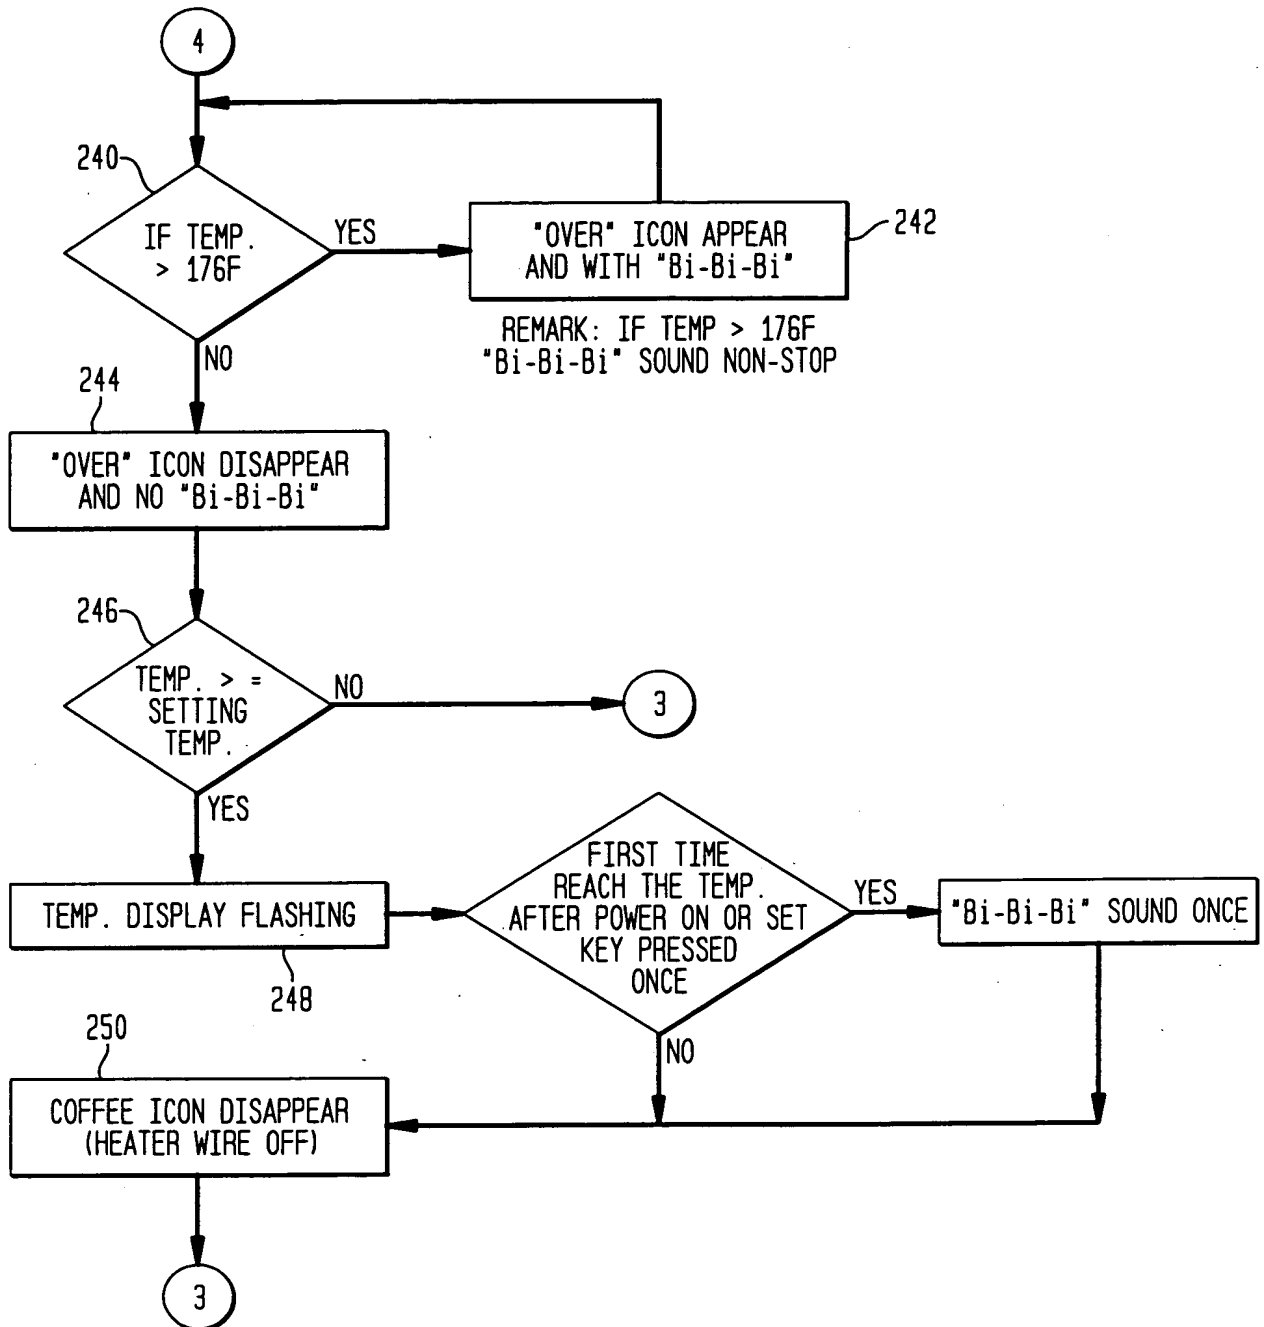 4
240
IF TEMP.
> 176F
YES
"OVER" ICON APPEAR
AND WITH "Bi-Bi-Bi"
242
REMARK: IF TEMP > 176F
"Bi-Bi-Bi" SOUND NON-STOP
NO
244
"OVER" ICON DISAPPEAR
AND NO "Bi-Bi-Bi"
246
TEMP. > =
SETTING
TEMP.
NO
3
YES
TEMP. DISPLAY FLASHING
248
FIRST TIME
REACH THE TEMP.
AFTER POWER ON OR SET
KEY PRESSED
ONCE
YES
"Bi-Bi-Bi" SOUND ONCE
NO
250
COFFEE ICON DISAPPEAR
(HEATER WIRE OFF)
3